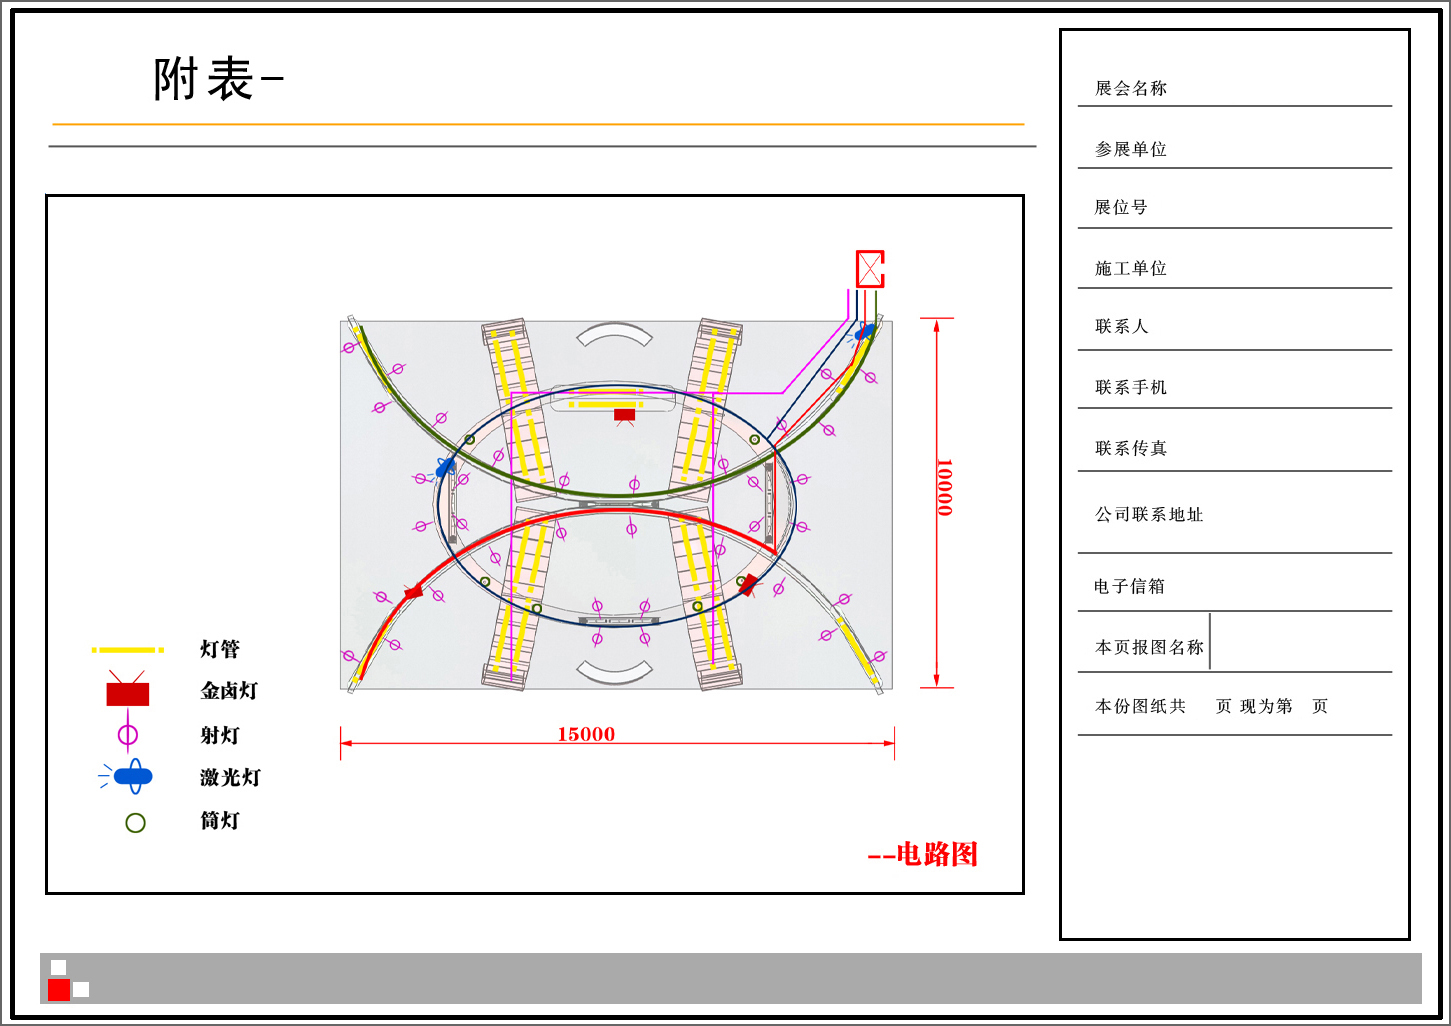 附表-
展会名称
参展单位
展位号
施工单位
联系人
联系手机
联系传真
公司联系地址
电子信箱
本页报图名称
本份图纸共 页 现为第 页
10000
15000
灯管
金卤灯
射灯
激光灯
筒灯
--电路图